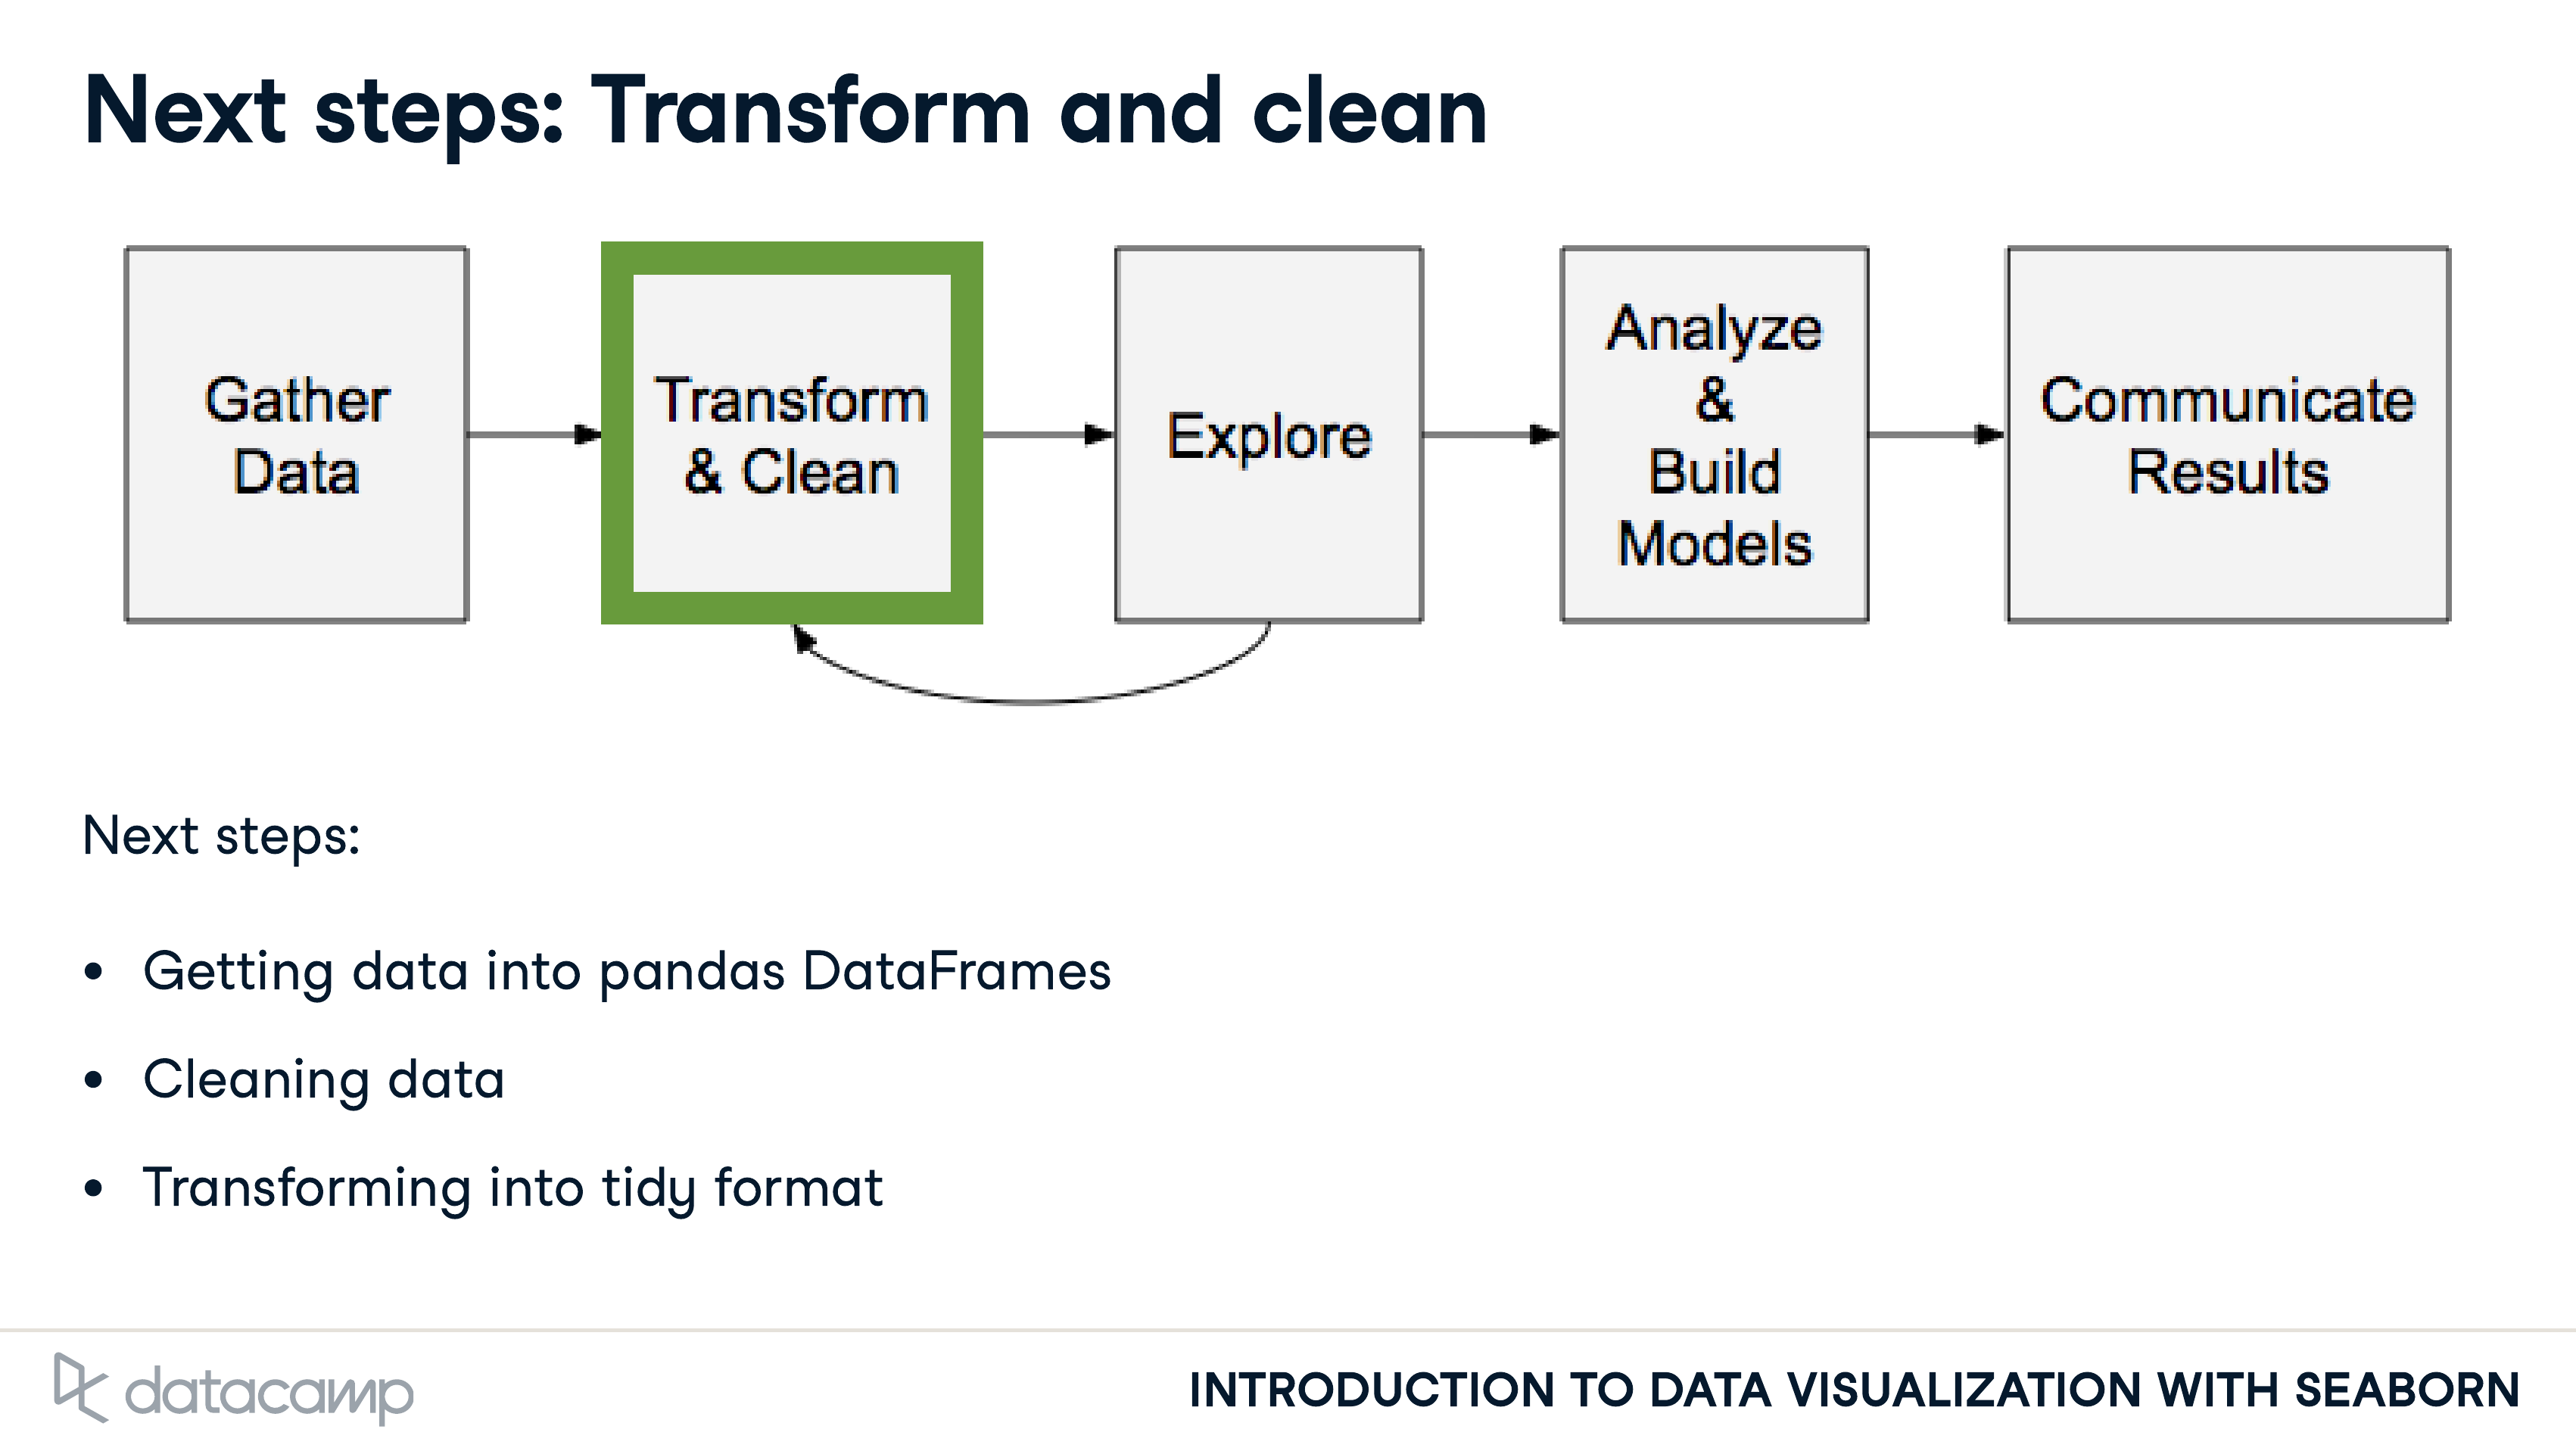 Next steps: Transform and clean
Gather
Data
Transform
& Clean
Explore
Analyze
&
Build
Models
Communicate
Results
Next steps:
• Getting data into pandas DataFrames
• Cleaning data
• Transforming into tidy format
datacamp
INTRODUCTION TO DATA VISUALIZATION WITH SEABORN